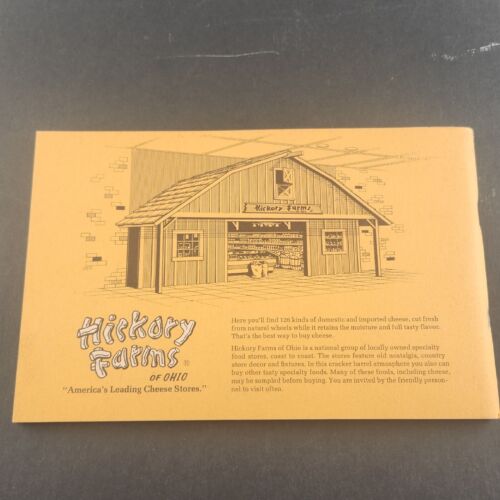 Hickory Farms
Hickory
Farms®
OF OHIO
"America's Leading Cheese Stores."
Here you'll find 126 kinds of domestic and imported cheese, cut fresh
from natural wheels while it retains the moisture and full tasty flavor.
That's the best way to buy cheese.
Hickory Farms of Ohio is a national group of locally owned specialty
food stores, coast to coast. The stores feature old nostalgia, country
store decor and fixtures. In this cracker barrel atmosphere you also can
buy other tasty specialty foods. Many of these foods, including cheese,
may be sampled before buying. You are invited by the friendly person-
nel to visit often.